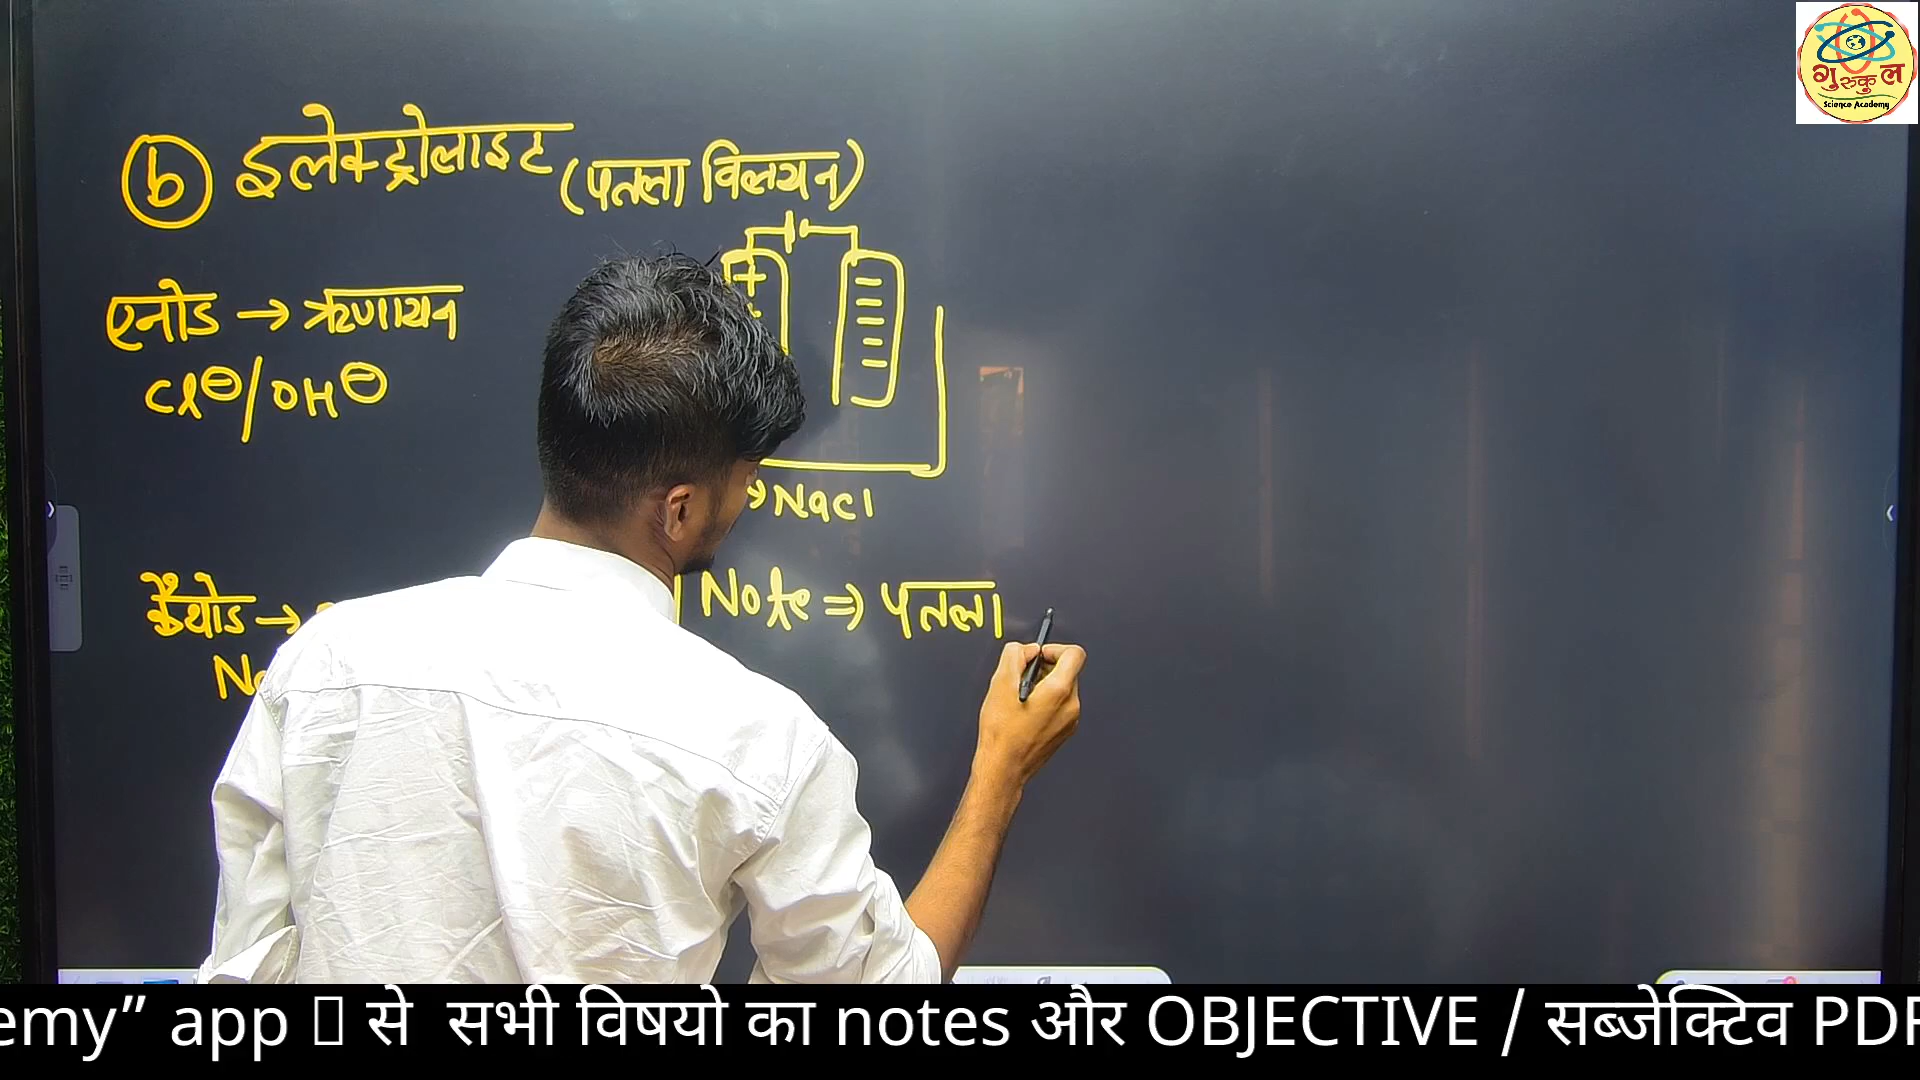 b इलेक्ट्रोलाइट (पतला विलयन)
+
एनोड → ऋणायन
Cl⊖/OH⊖
→ NaCl
कैथोड →
Na
Note ⇒ पतला
गुरुकुल
Science Academy
emy” app से सभी विषयो का notes और OBJECTIVE / सब्जेक्टिव PDF